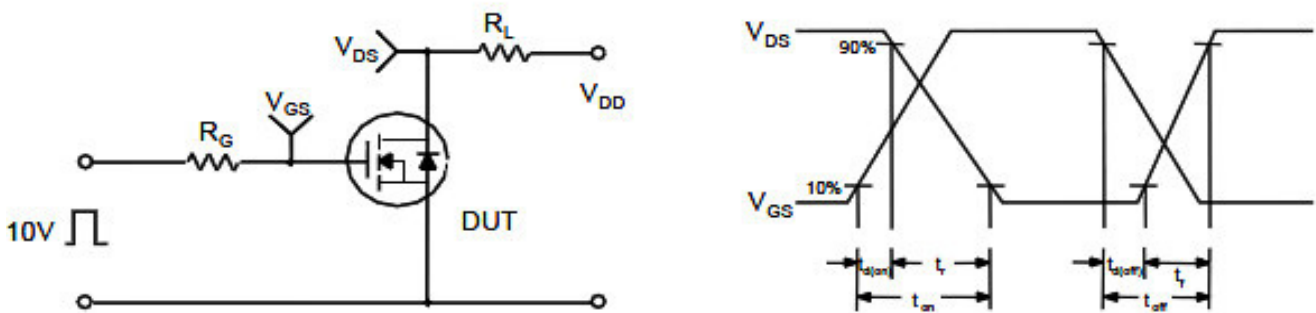 R_L
V_DS
V_DD
V_GS
R_G
10V
DUT
V_DS
90%
10%
V_GS
t_d(on)
t_r
t_on
t_d(off)
t_f
t_off